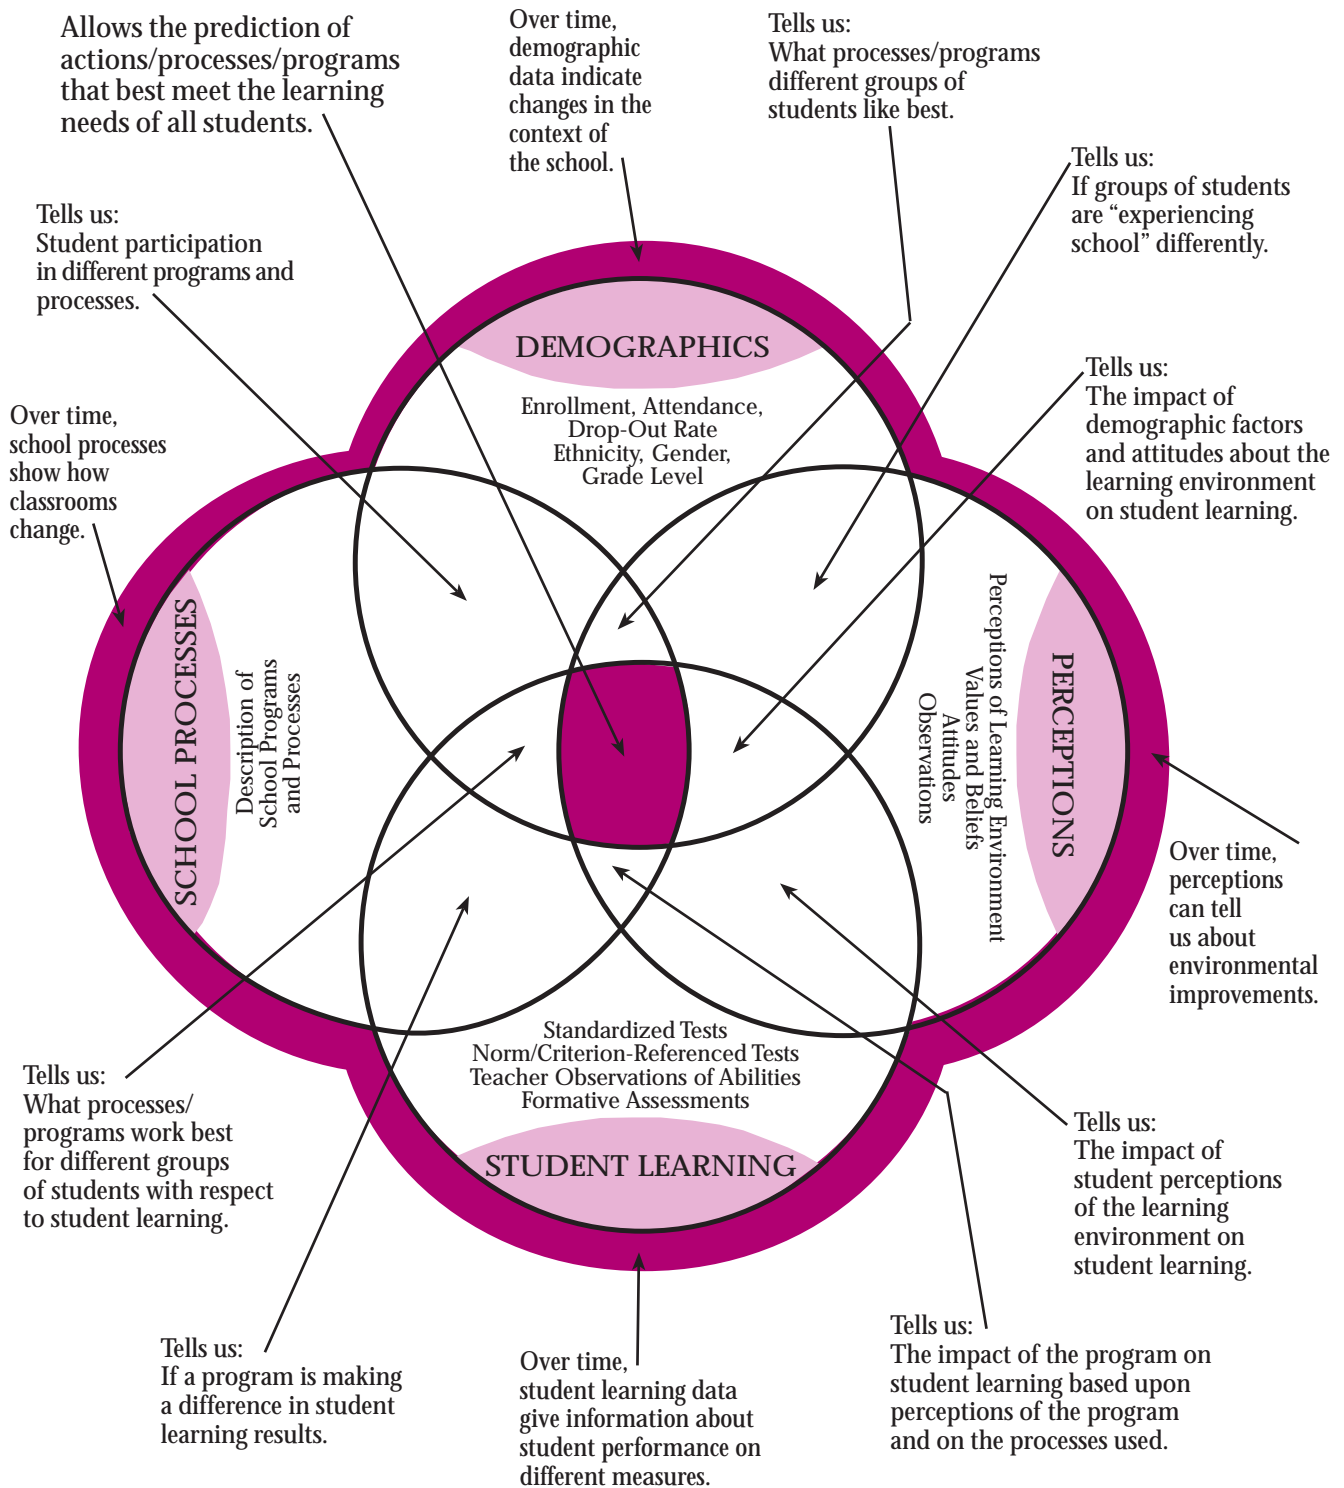 Allows the prediction of
actions/processes/programs
that best meet the learning
needs of all students.
Over time,
demographic
data indicate
changes in the
context of
the school.
Tells us:
What processes/programs
different groups of
students like best.
Tells us:
If groups of students
are “experiencing
school” differently.
Tells us:
Student participation
in different programs and
processes.
Tells us:
The impact of
demographic factors
and attitudes about the
learning environment
on student learning.
Over time,
school processes
show how
classrooms
change.
DEMOGRAPHICS
Enrollment, Attendance,
Drop-Out Rate
Ethnicity, Gender,
Grade Level
SCHOOL PROCESSES
Description of
School Programs
and Processes
PERCEPTIONS
Perceptions of Learning Environment
Values and Beliefs
Attitudes
Observations
Over time,
perceptions
can tell
us about
environmental
improvements.
Standardized Tests
Norm/Criterion-Referenced Tests
Teacher Observations of Abilities
Formative Assessments
STUDENT LEARNING
Tells us:
What processes/
programs work best
for different groups
of students with respect
to student learning.
Tells us:
The impact of
student perceptions
of the learning
environment on
student learning.
Tells us:
If a program is making
a difference in student
learning results.
Over time,
student learning data
give information about
student performance on
different measures.
Tells us:
The impact of the program on
student learning based upon
perceptions of the program
and on the processes used.